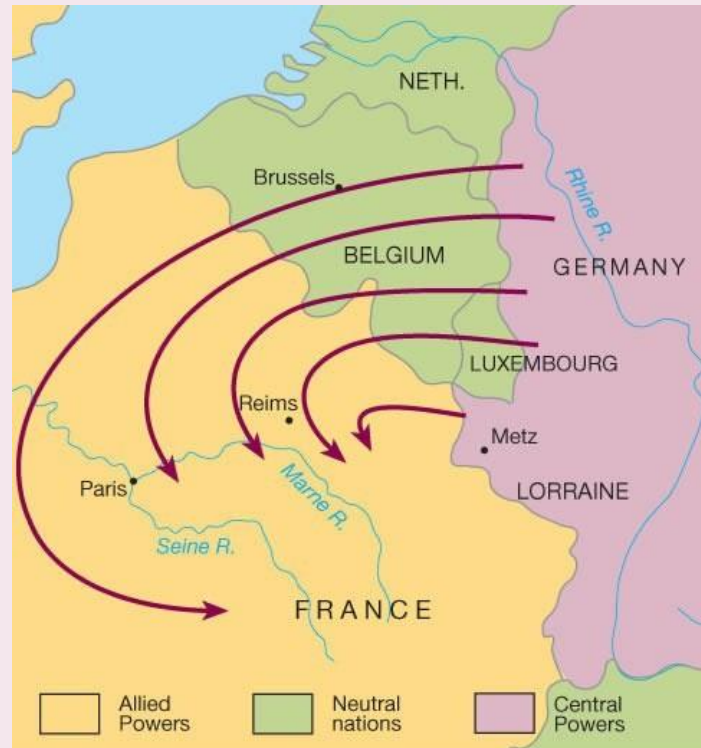 NETH.
Rhine R.
Brussels
BELGIUM
GERMANY
LUXEMBOURG
Reims
Metz
Paris
Marne R.
LORRAINE
Seine R.
FRANCE
Allied
Powers
Neutral
nations
Central
Powers